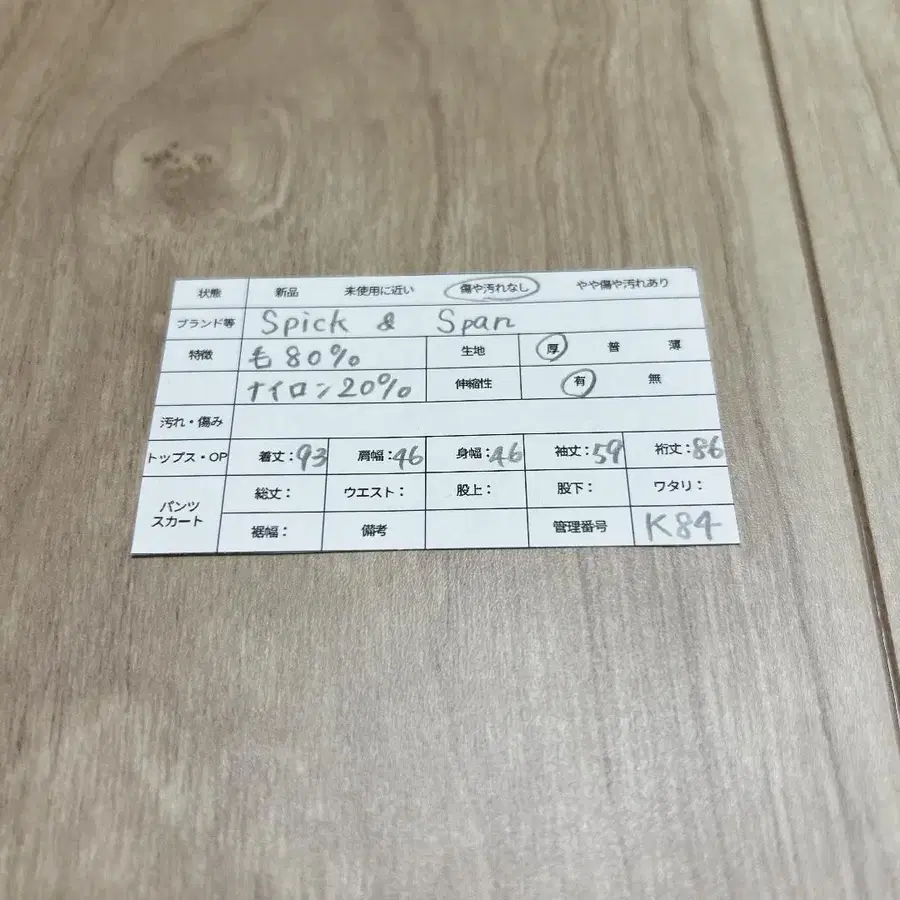 状態 新品 未使用に近い 傷や汚れなし やや傷や汚れあり
ブランド等 Spick & Span
特徴 毛80% 生地 厚 普 薄
ナイロン20% 伸縮性 有 無
汚れ・傷み
トップス・OP 着丈:93 肩幅:46 身幅:46 袖丈:59 裄丈:86
パンツ スカート 総丈: ウエスト: 股上: 股下: ワタリ:
裾幅: 備考 管理番号 K84